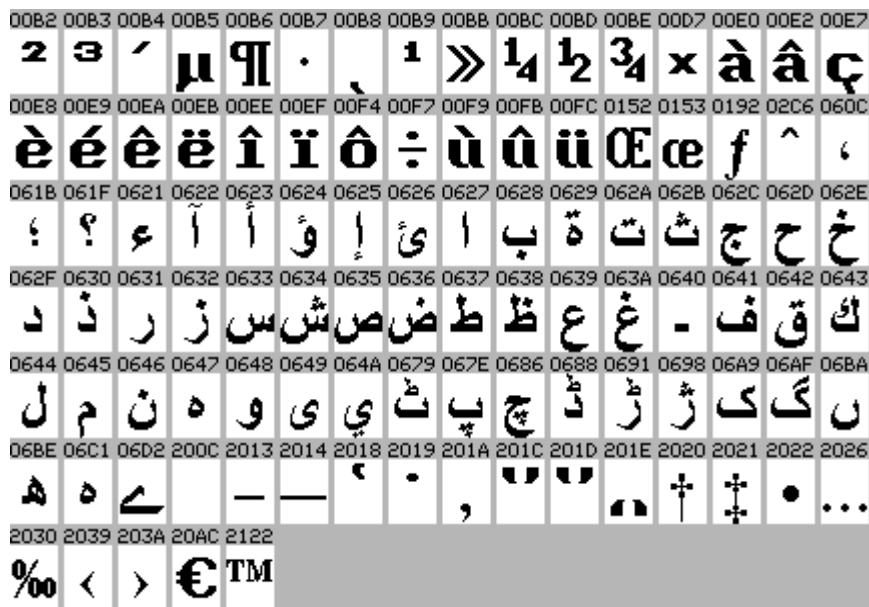 00B2 00B3 00B4 00B5 00B6 00B7 00B8 00B9 00BB 00BC 00BD 00BE 00D7 00E0 00E2 00E7
² ³ ´ µ ¶ · ¸ ¹ » ¼ ½ ¾ × à â ç
00E8 00E9 00EA 00EB 00EE 00EF 00F4 00F7 00F9 00FB 00FC 0152 0153 0192 02C6 060C
è é ê ë î ï ô ÷ ù û ü Œ œ ƒ ˆ ،
061B 061F 0621 0622 0623 0624 0625 0626 0627 0628 0629 062A 062B 062C 062D 062E
؛ ؟ ء آ أ ؤ إ ئ ا ب ة ت ث ج ح خ
062F 0630 0631 0632 0633 0634 0635 0636 0637 0638 0639 063A 0640 0641 0642 0643
د ذ ر ز س ش ص ض ط ظ ع غ ـ ف ق ك
0644 0645 0646 0647 0648 0649 064A 0679 067E 0686 0688 0691 0698 06A9 06AF 06BA
ل م ن ه و ى ي ٹ پ چ ڈ ڑ ژ ک گ ں
06BE 06C1 06D2 200C 2013 2014 2018 2019 201A 201C 201D 201E 2020 2021 2022 2026
ھ ہ ے – — ‘ ’ ‚ “ ” „ † ‡ • …
2030 2039 203A 20AC 2122
‰ ‹ › € ™